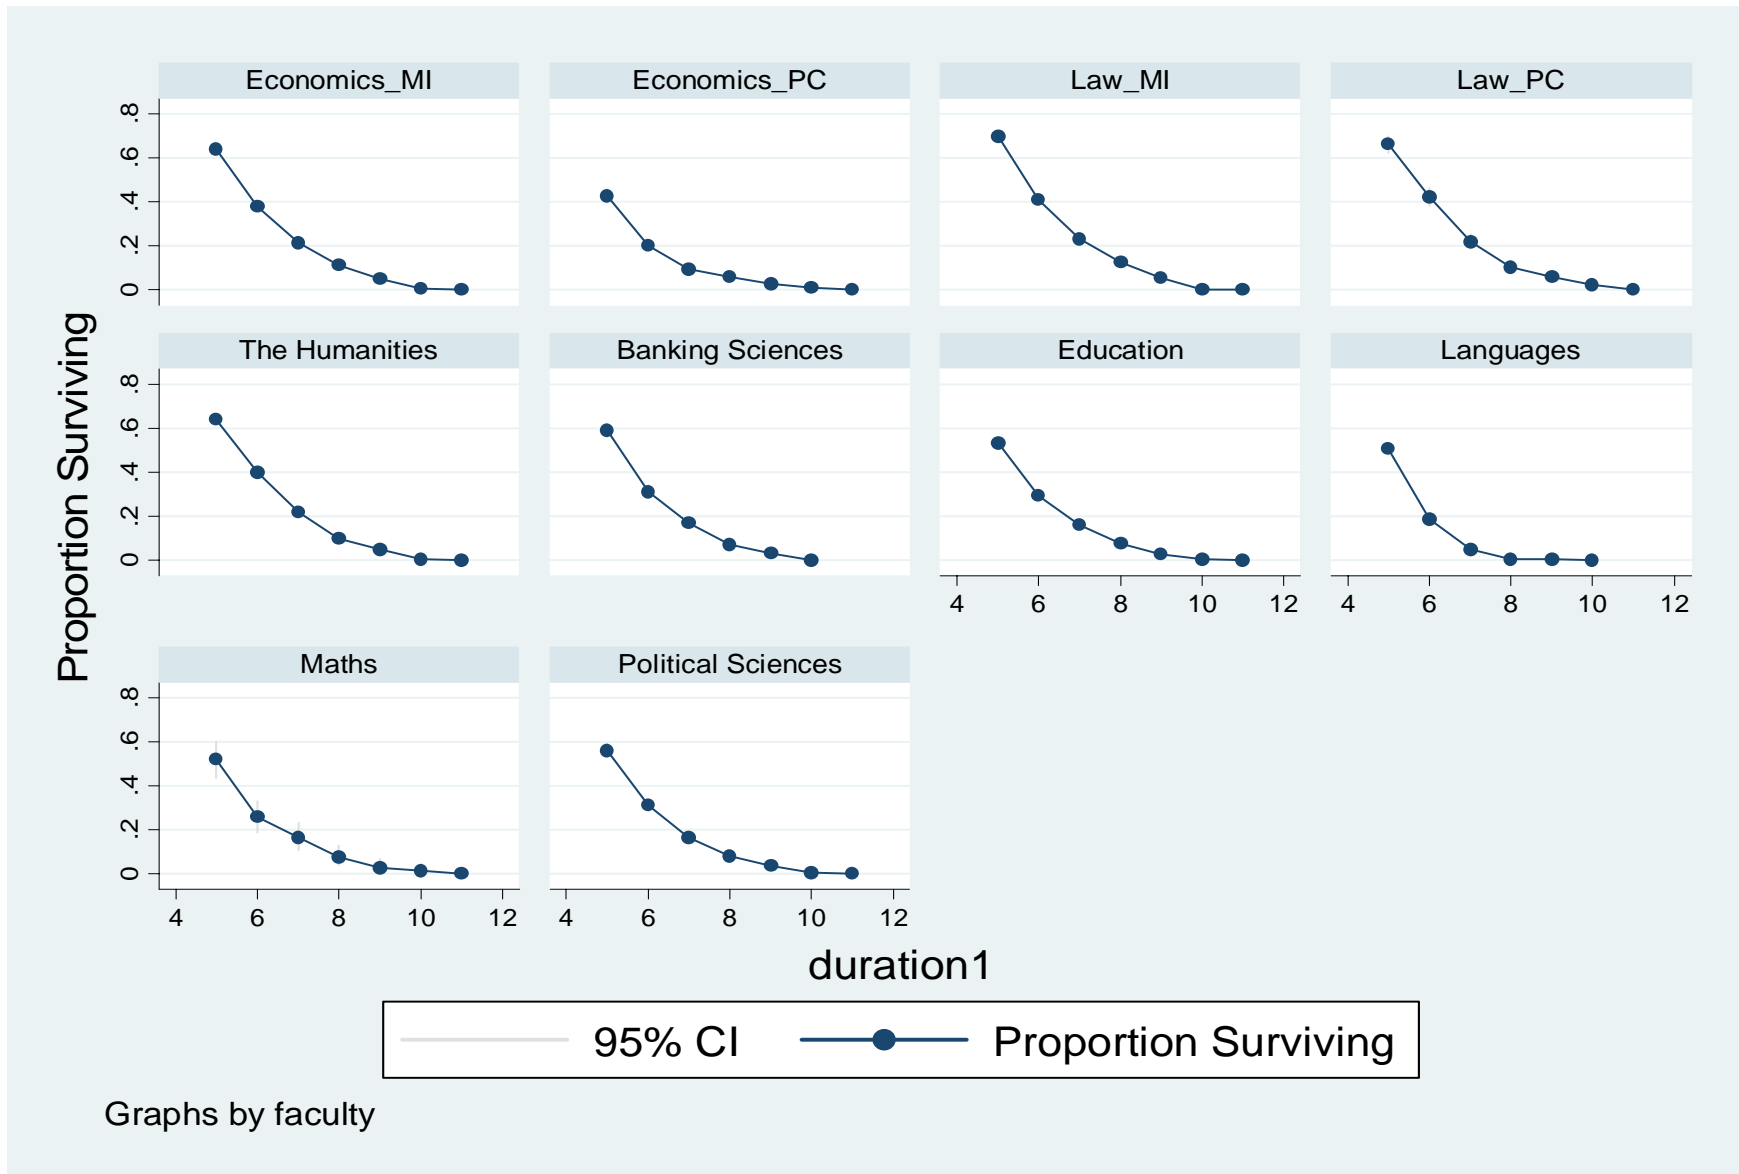 Economics_MI Economics_PC Law_MI Law_PC
.8
.6
.4
.2
0
The Humanities Banking Sciences Education Languages
.8
.6
.4
.2
0
4 6 8 10 12 4 6 8 10 12
Maths Political Sciences
.8
.6
.4
.2
0
4 6 8 10 12 4 6 8 10 12
Proportion Surviving
duration1
95% CI Proportion Surviving
Graphs by faculty